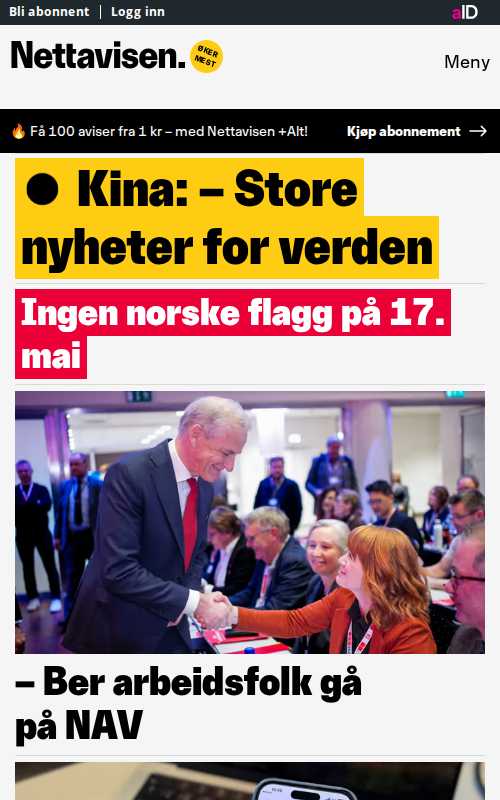 Bli abonnent
Logg inn
aID
Nettavisen.
ØKER
MEST
Meny
🔥 Få 100 aviser fra 1 kr – med Nettavisen +Alt!
Kjøp abonnement →
Kina: – Store
nyheter for verden
Ingen norske flagg på 17.
mai
– Ber arbeidsfolk gå
på NAV